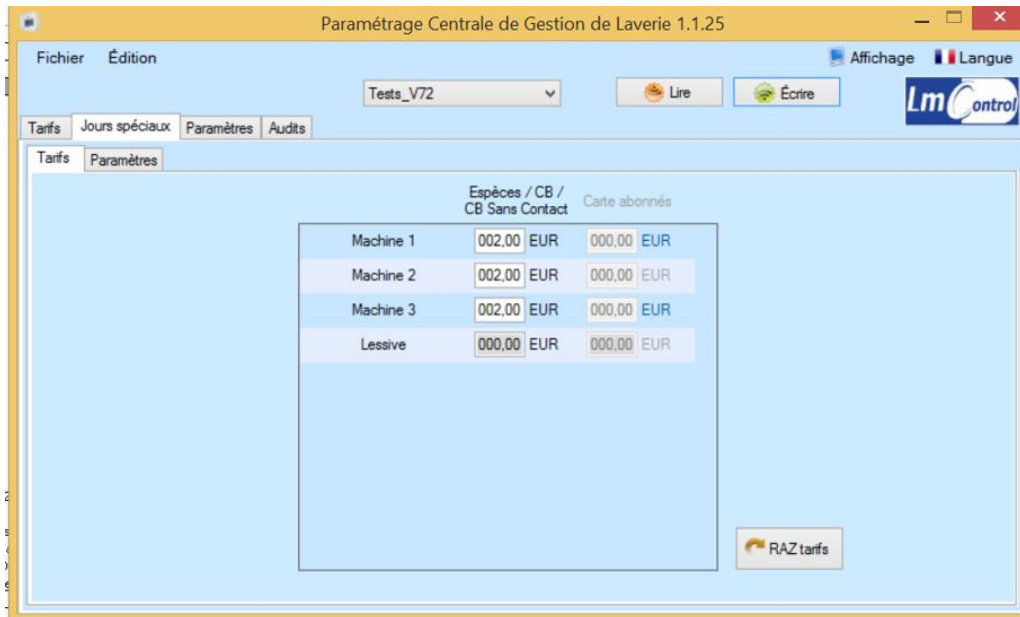 Paramétrage Centrale de Gestion de Laverie 1.1.25
Fichier Édition Affichage Langue
Tests_V72 Lire Écrire
LmControl
Tarifs Jours spéciaux Paramètres Audits
Tarifs Paramètres
Espèces / CB /
CB Sans Contact Carte abonnés
Machine 1 002,00 EUR 000,00 EUR
Machine 2 002,00 EUR 000,00 EUR
Machine 3 002,00 EUR 000,00 EUR
Lessive 000,00 EUR 000,00 EUR
RAZ tarifs